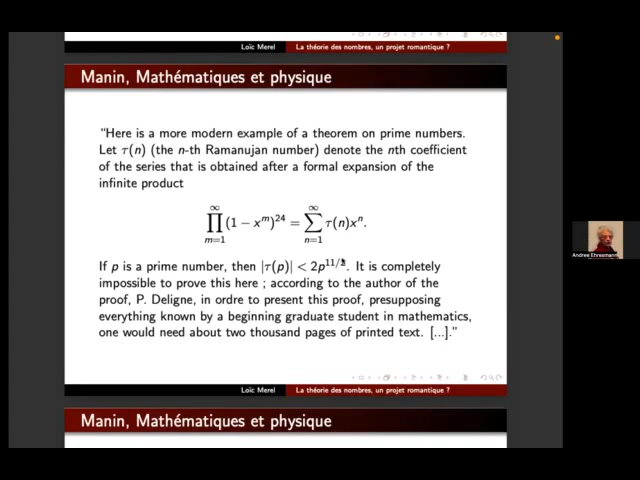 Loïc Merel La théorie des nombres, un projet romantique ?
Manin, Mathématiques et physique
“Here is a more modern example of a theorem on prime numbers.
Let τ(n) (the n-th Ramanujan number) denote the nth coefficient
of the series that is obtained after a formal expansion of the
infinite product
∏_{m=1}^{∞} (1 − x^m)^{24} = ∑_{n=1}^{∞} τ(n)x^n.
If p is a prime number, then |τ(p)| < 2p^{11/2}. It is completely
impossible to prove this here ; according to the author of the
proof, P. Deligne, in ordre to present this proof, presupposing
everything known by a beginning graduate student in mathematics,
one would need about two thousand pages of printed text. [...].”
Loïc Merel La théorie des nombres, un projet romantique ?
Manin, Mathématiques et physique
Andree Ehresmann